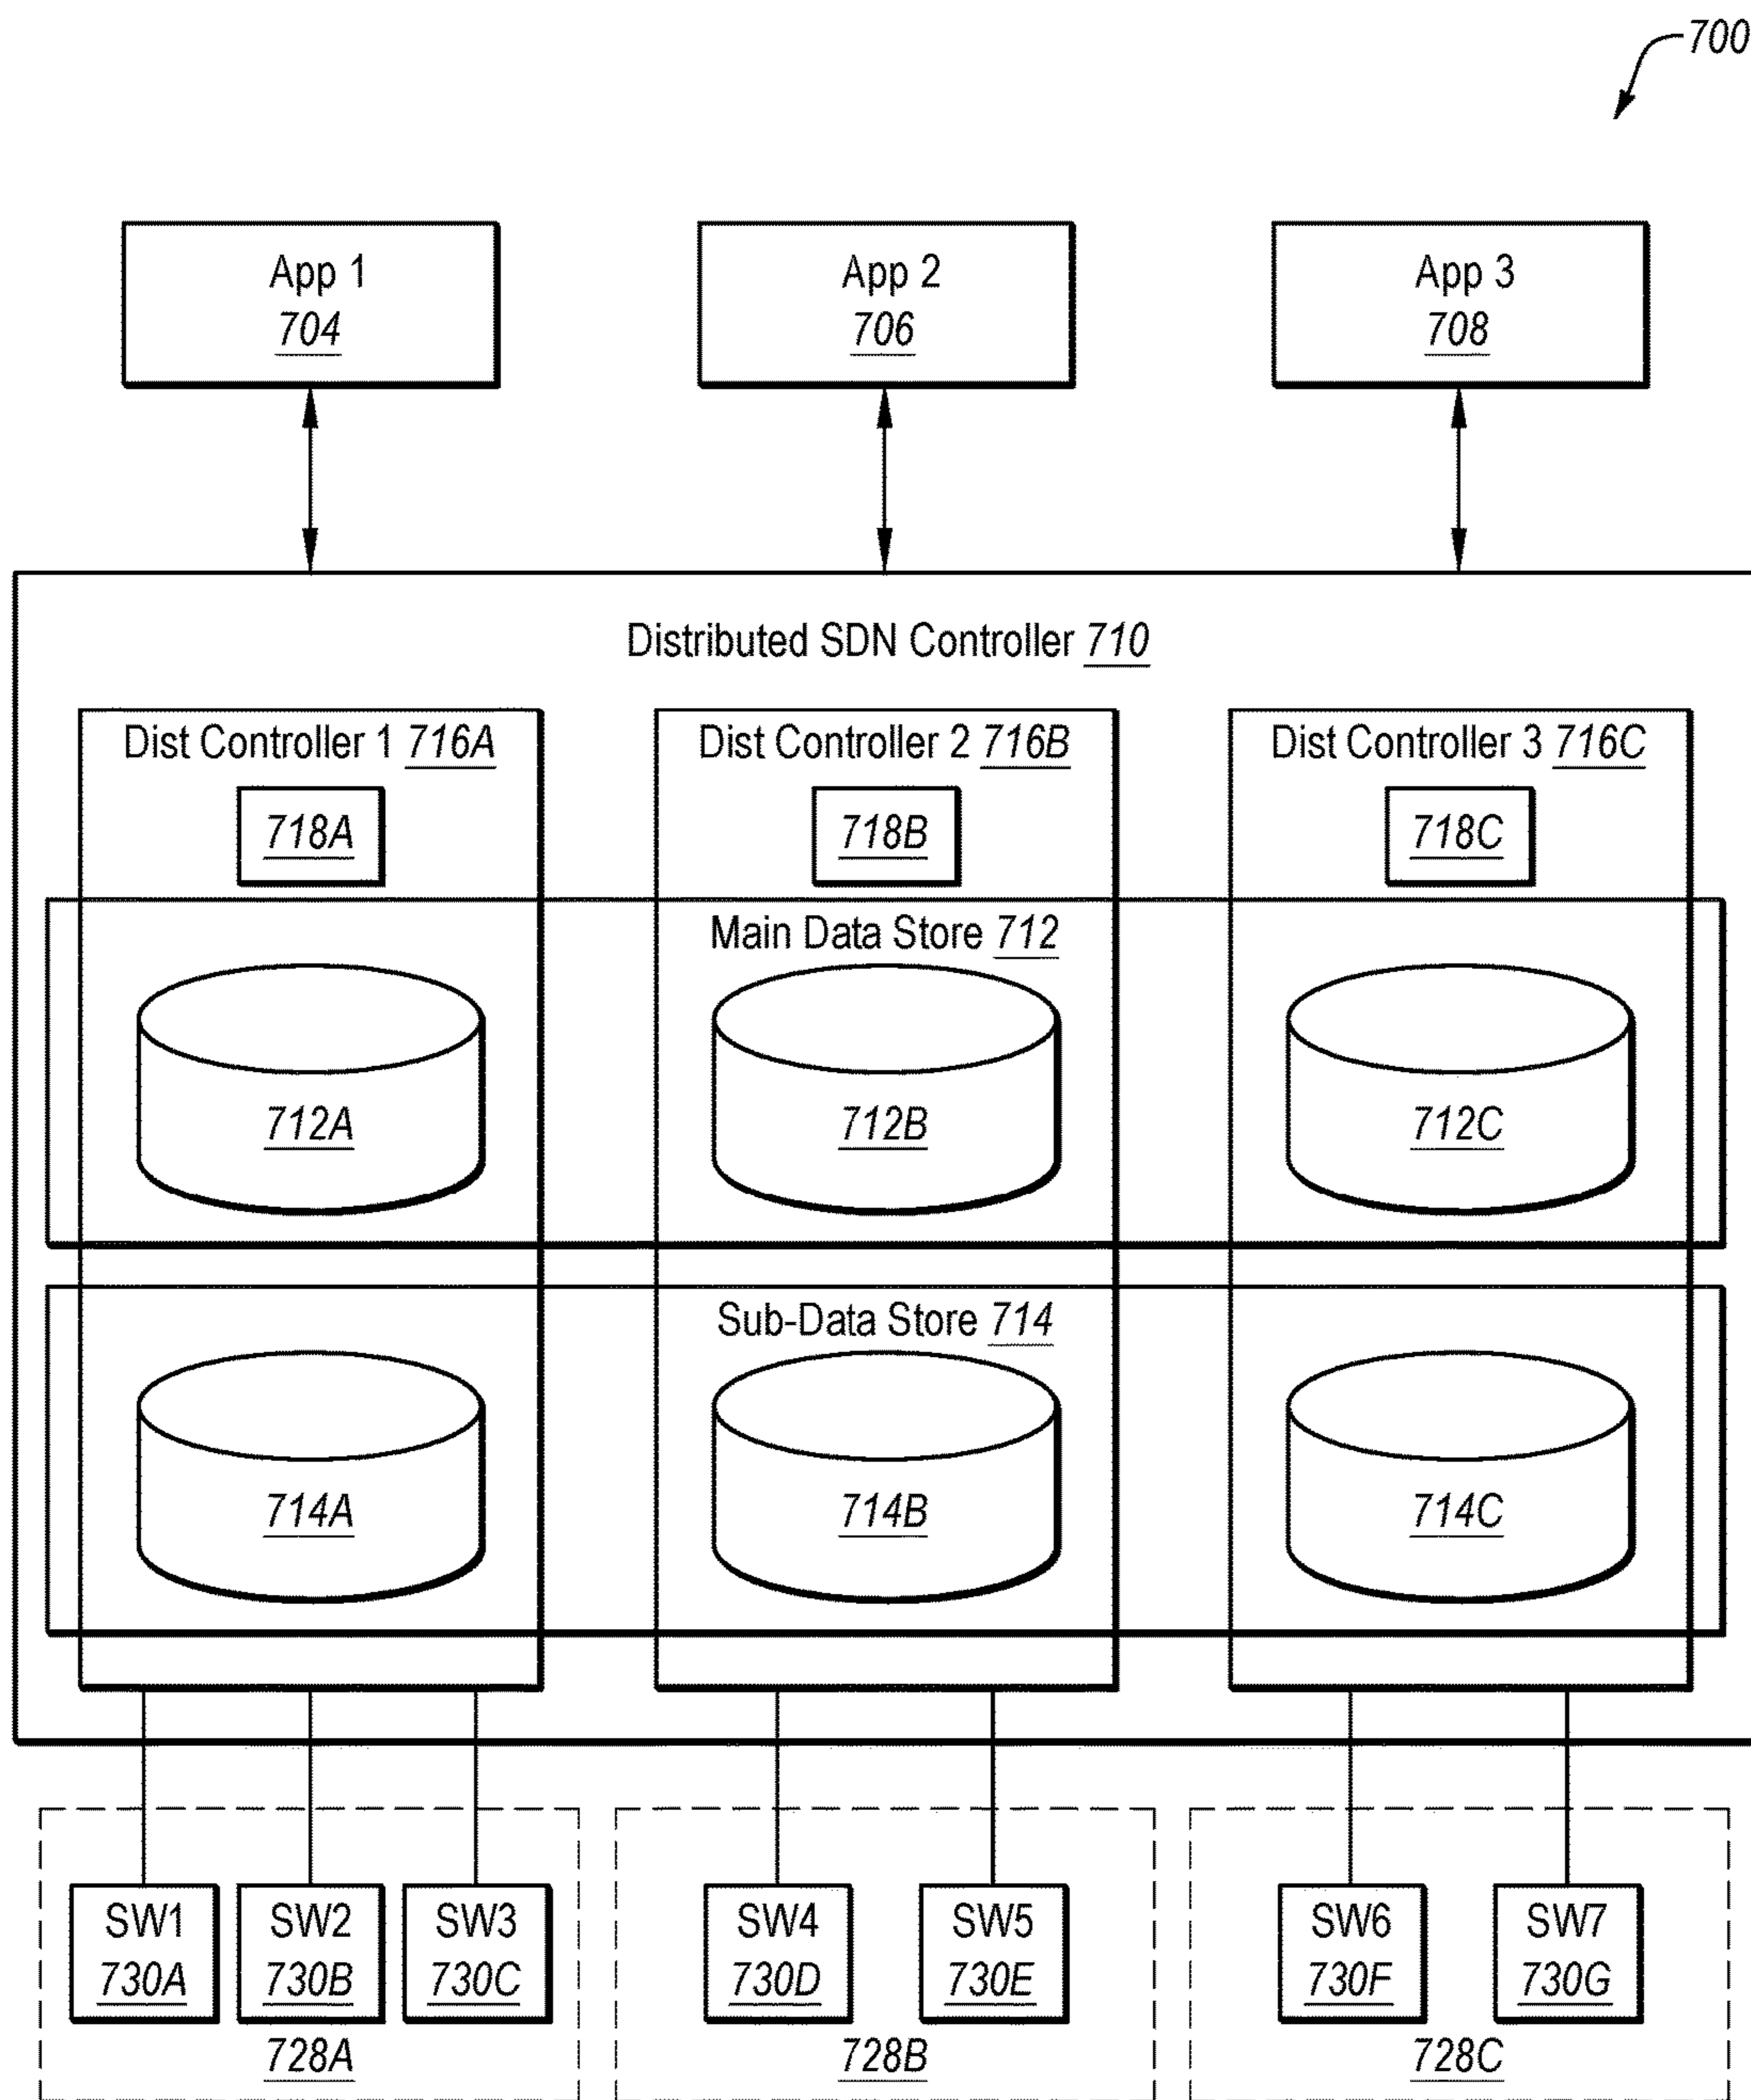 700
App 1
704
App 2
706
App 3
708
Distributed SDN Controller 710
Dist Controller 1 716A
Dist Controller 2 716B
Dist Controller 3 716C
718A
718B
718C
Main Data Store 712
712A
712B
712C
Sub-Data Store 714
714A
714B
714C
SW1
730A
SW2
730B
SW3
730C
SW4
730D
SW5
730E
SW6
730F
SW7
730G
728A
728B
728C